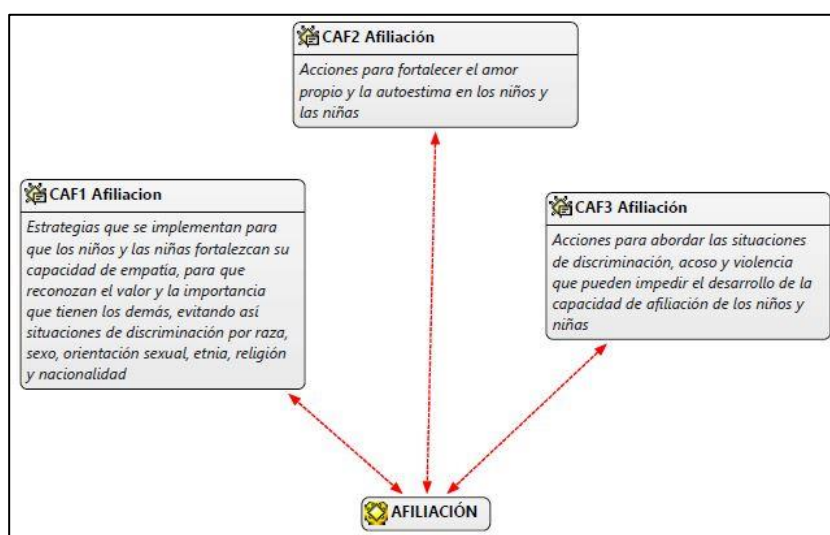 CAF2 Afiliación
Acciones para fortalecer el amor
propio y la autoestima en los niños y
las niñas
CAF1 Afiliacion
Estrategias que se implementan para
que los niños y las niñas fortalezcan su
capacidad de empatía, para que
reconozan el valor y la importancia
que tienen los demás, evitando así
situaciones de discriminación por raza,
sexo, orientación sexual, etnia, religión
y nacionalidad
CAF3 Afiliación
Acciones para abordar las situaciones
de discriminación, acoso y violencia
que pueden impedir el desarrollo de la
capacidad de afiliación de los niños y
niñas
AFILIACIÓN